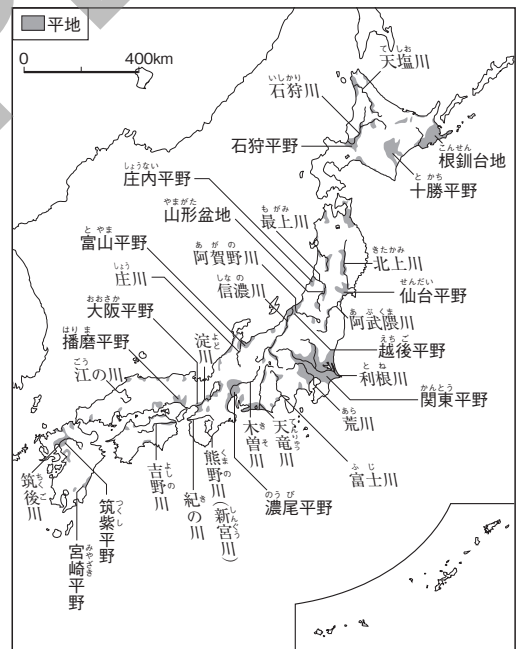 平地
0 400km
天塩川
てしお
石狩川
いしかり
石狩平野
根釧台地
こんせん
十勝平野
とかち
庄内平野
しょうない
山形盆地
やまがた
最上川
もがみ
富山平野
とやま
阿賀野川
あがの
北上川
きたかみ
庄川
しょう
信濃川
しなの
仙台平野
せんだい
大阪平野
おおさか
阿武隈川
あぶくま
播磨平野
はりま
淀川
よど
越後平野
えちご
江の川
ごう
利根川
とね
関東平野
かんとう
荒川
あら
富士川
ふじ
天竜川
てんりゅう
木曽川
きそ
濃尾平野
のうび
熊野川(新宮川)
くまの しんぐう
紀の川
き
吉野川
よしの
筑後川
ちくご
筑紫平野
つくし
宮崎平野
みやざき